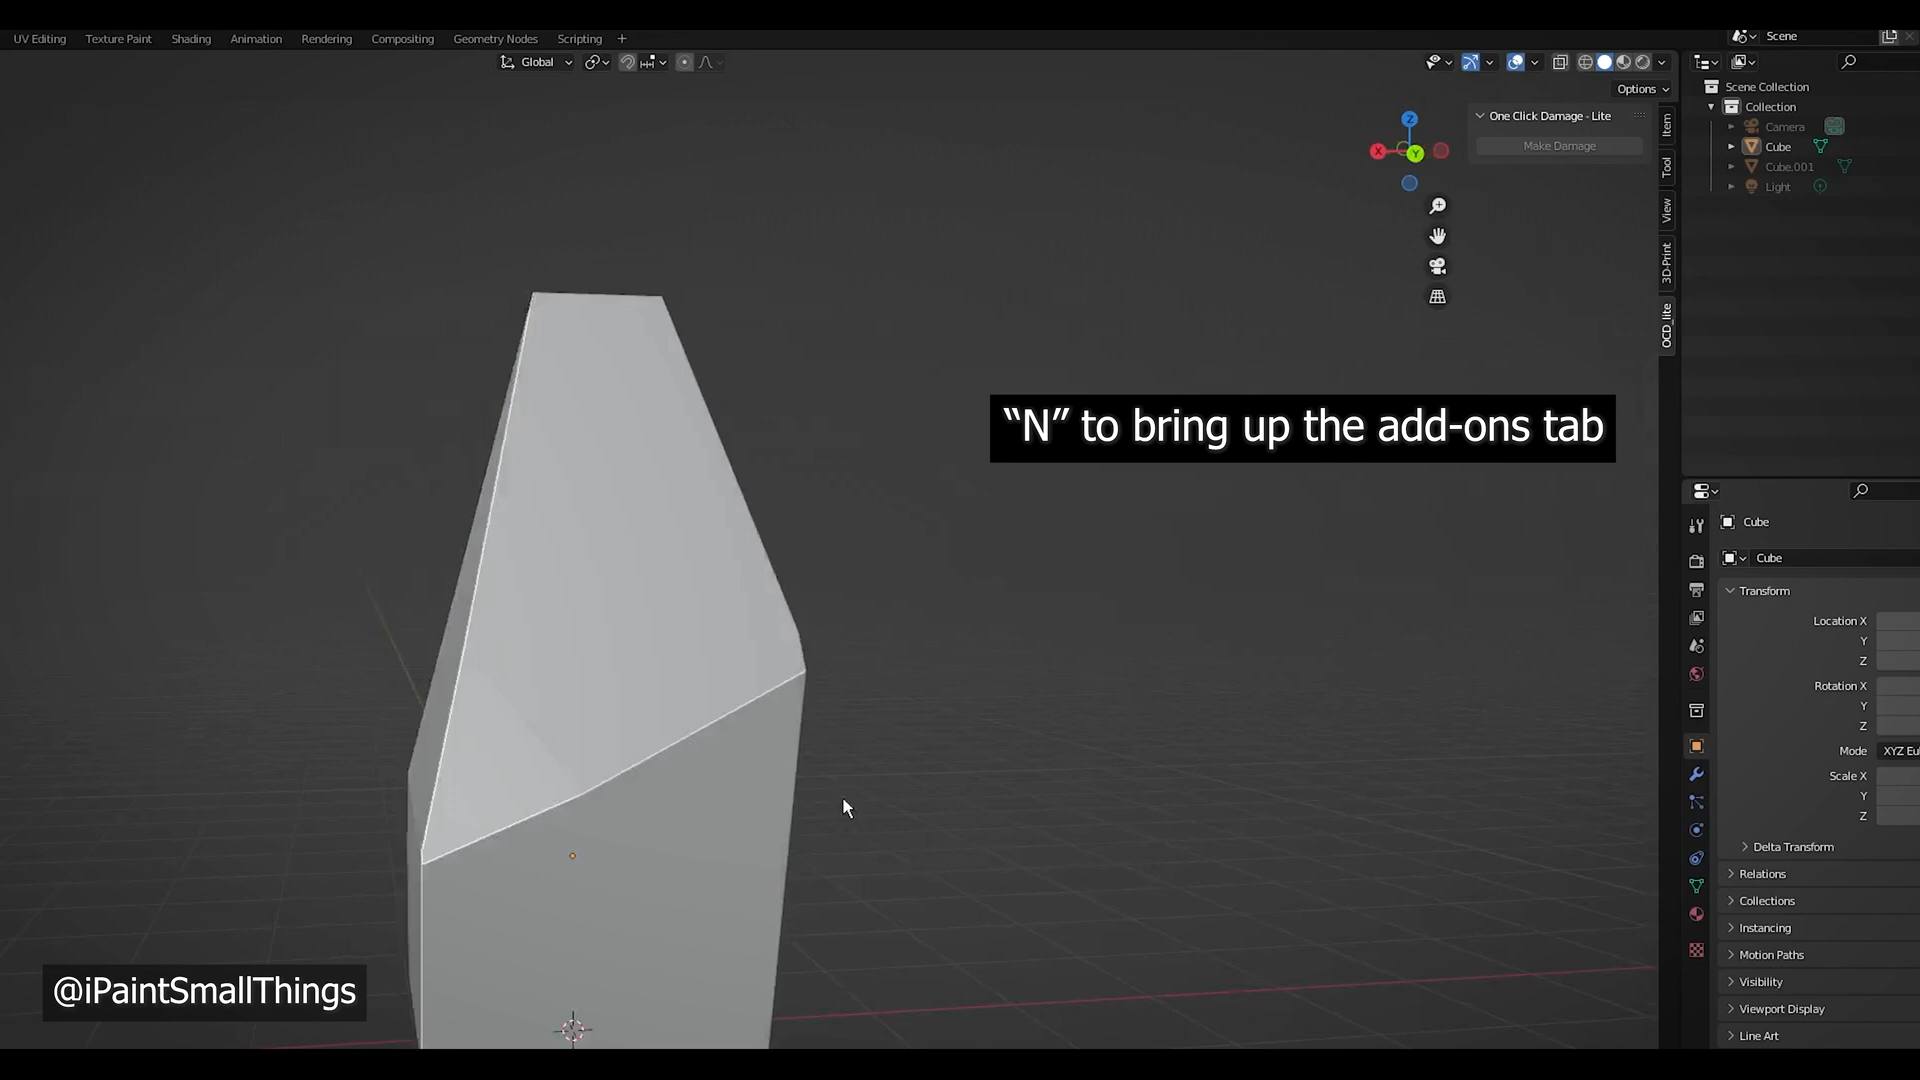 UV Editing Texture Paint Shading Animation Rendering Compositing Geometry Nodes Scripting +
Scene
Global
Options
One Click Damage - Lite
Make Damage
Z
X
Y
Item
Tool
View
3D-Print
OCD_lite
Scene Collection
Collection
Camera
Cube
Cube.001
Light
“N” to bring up the add-ons tab
Cube
Cube
Transform
Location X
Y
Z
Rotation X
Y
Z
Mode XYZ Eu
Scale X
Y
Z
Delta Transform
Relations
Collections
Instancing
Motion Paths
Visibility
Viewport Display
Line Art
@iPaintSmallThings